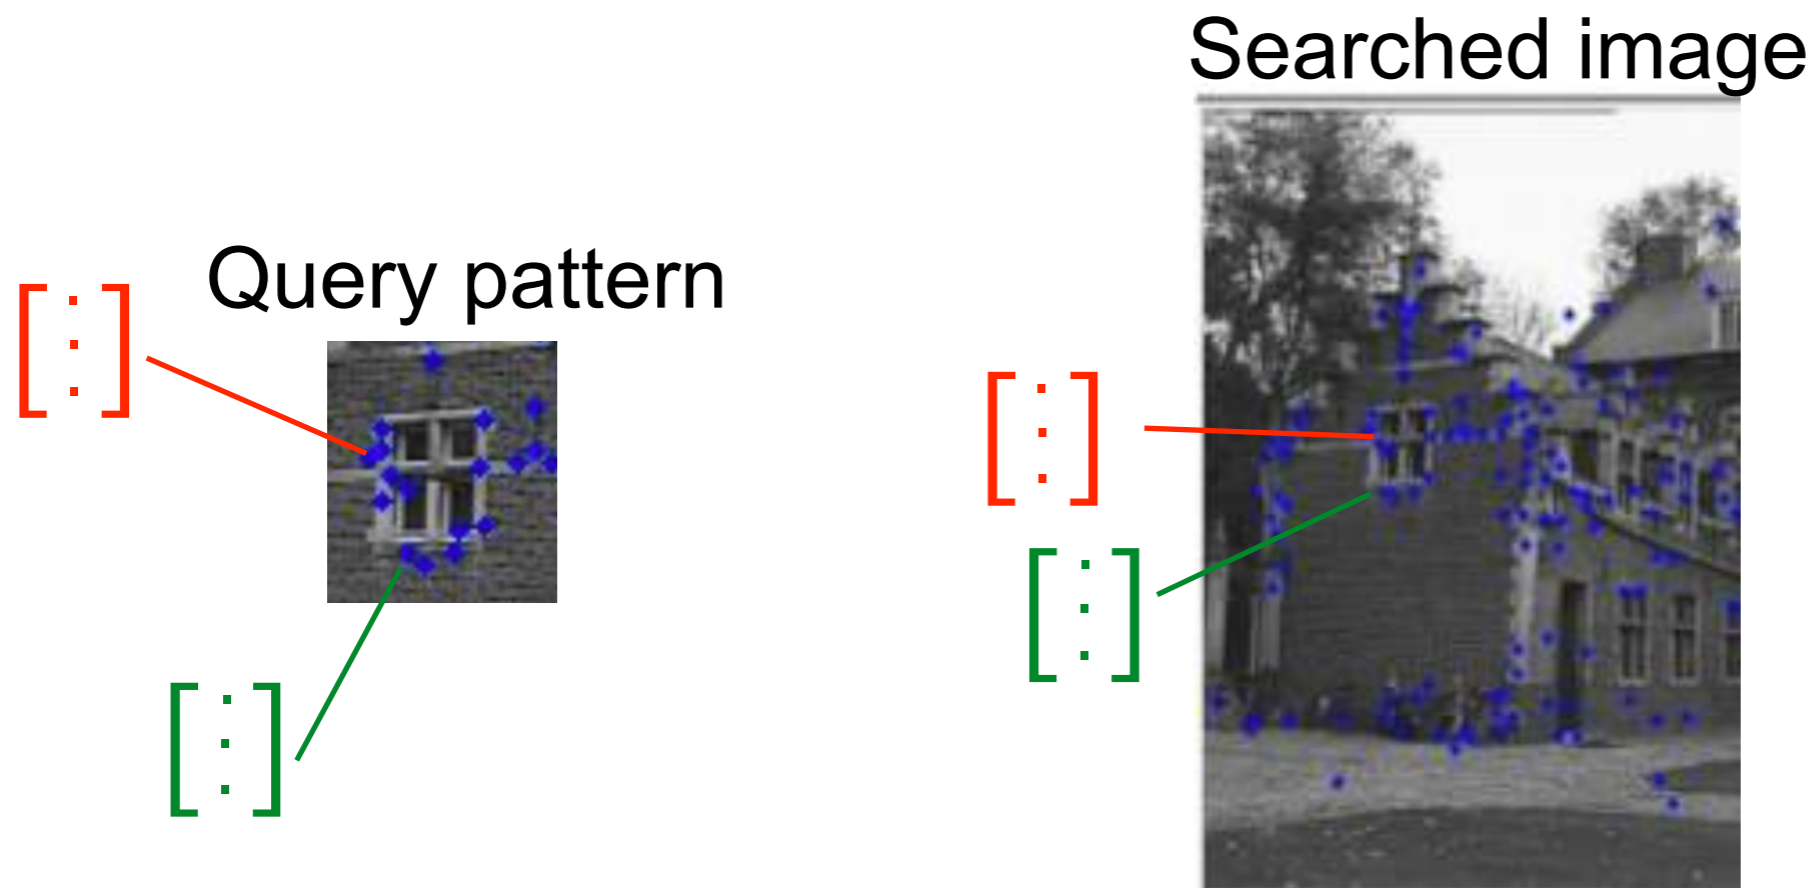 Searched image
Query pattern
[ : . ]
[ : . ]
[ : . ]
[ : . ]